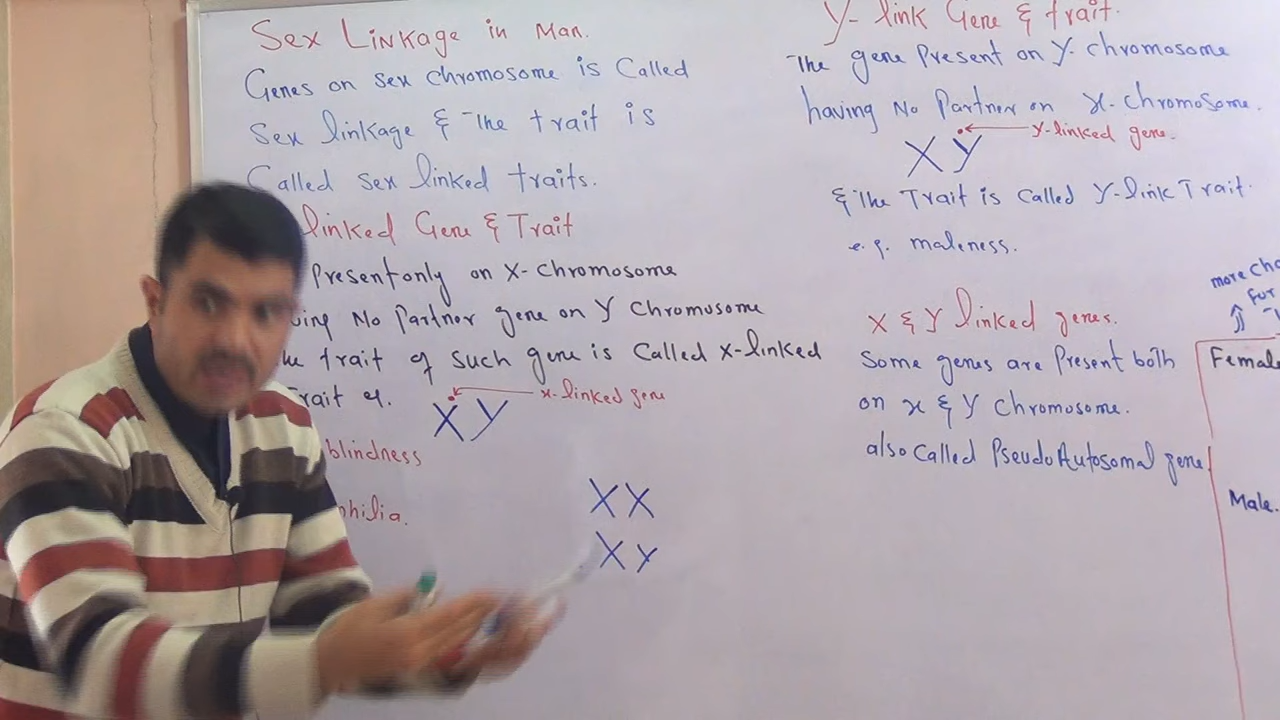 Sex Linkage in Man.
Genes on sex chromosome is Called
Sex linkage & The trait is
Called Sex linked traits.
linked Gene & Trait
Present only on X-Chromosome
No Partner gene on Y Chromosome
trait of Such gene is Called X-linked
XY
x-linked gene
blindness
XX
XY
Y-link Gene & trait.
The gene Present on Y-chromosome
having No Partner on X-chromosome.
XY
Y-linked gene.
& The Trait is Called Y-link Trait.
e.g. maleness.
X & Y linked genes.
Some genes are Present both
on X & Y Chromosome.
also Called Pseudo Autosomal gene
more
For
Female
Male.